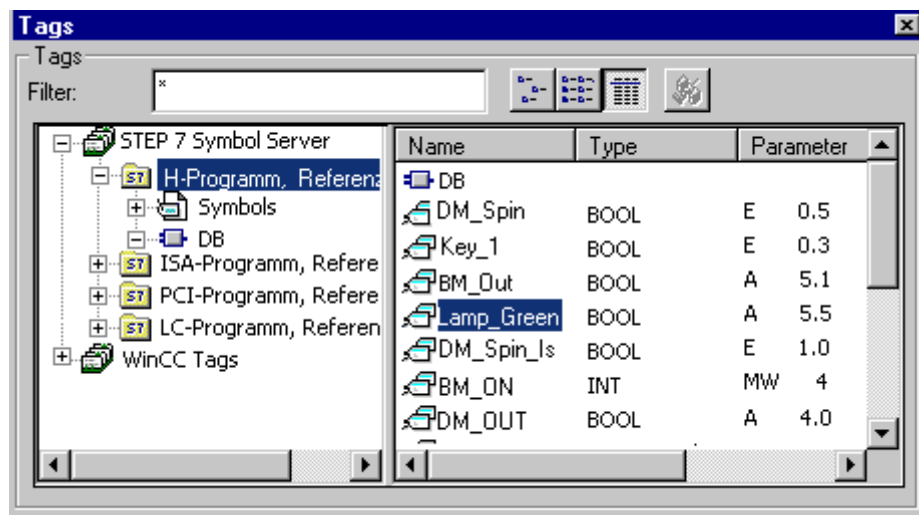 Tags
Tags
Filter: *
STEP 7 Symbol Server
H-Programm, Referenz
Symbols
DB
ISA-Programm, Refere
PCI-Programm, Refere
LC-Programm, Referen
WinCC Tags
Name Type Parameter
DB
DM_Spin BOOL E 0.5
Key_1 BOOL E 0.3
BM_Out BOOL A 5.1
Lamp_Green BOOL A 5.5
DM_Spin_Is BOOL E 1.0
BM_ON INT MW 4
DM_OUT BOOL A 4.0